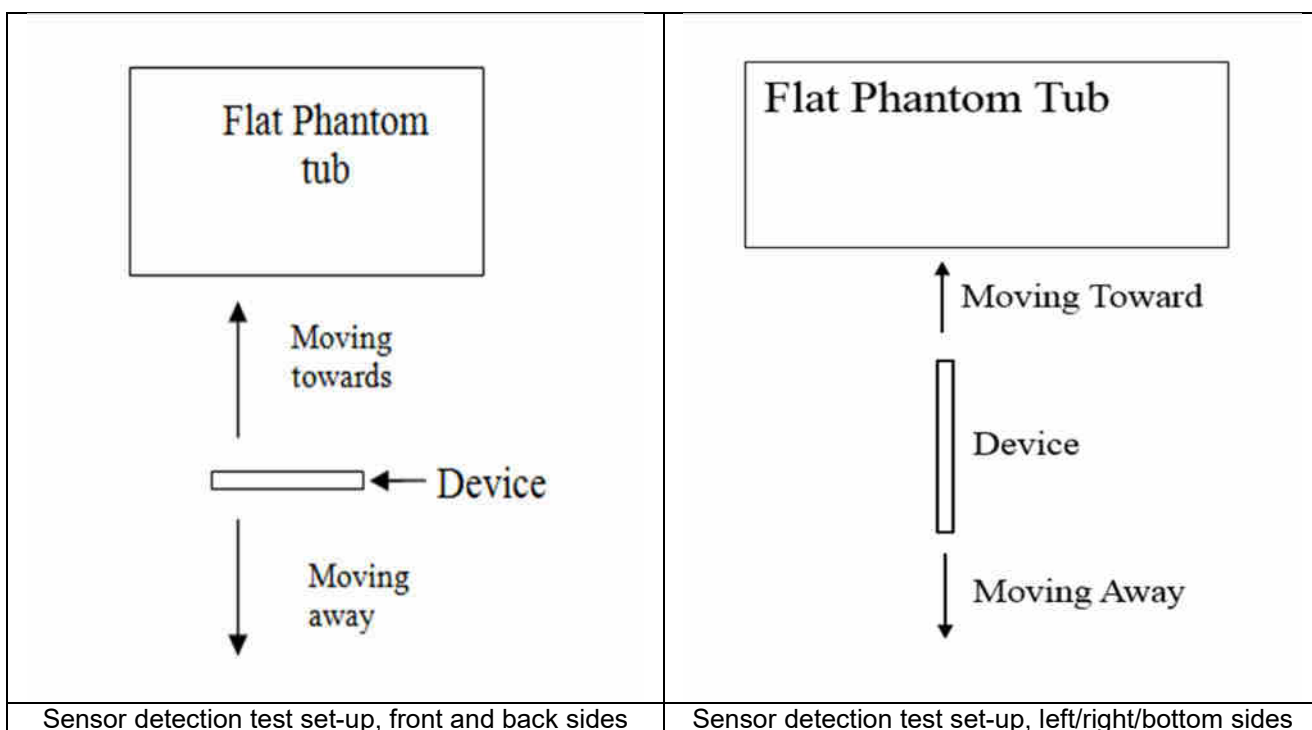 Flat Phantom
tub
Moving
towards
Device
Moving
away
Sensor detection test set-up, front and back sides
Flat Phantom Tub
Moving Toward
Device
Moving Away
Sensor detection test set-up, left/right/bottom sides